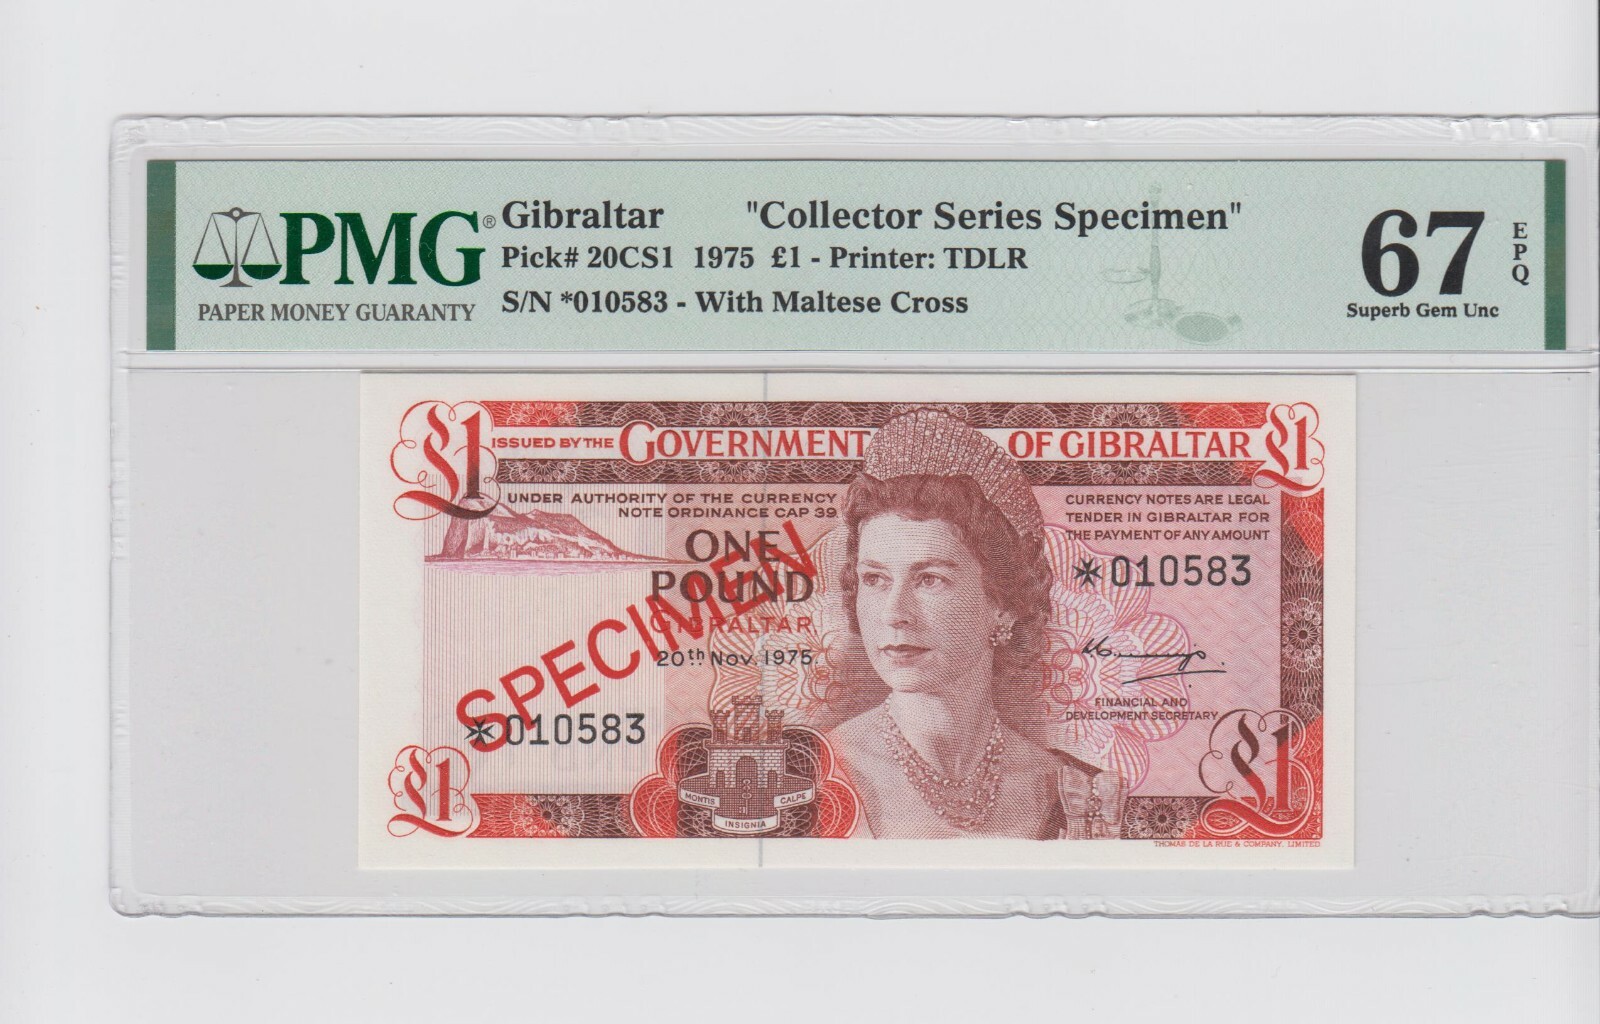 PMG®
PAPER MONEY GUARANTY
Gibraltar "Collector Series Specimen"
Pick# 20CS1 1975 £1 - Printer: TDLR
S/N *010583 - With Maltese Cross
67
EPQ
Superb Gem Unc
£1
£1
ISSUED BY THE GOVERNMENT OF GIBRALTAR
UNDER AUTHORITY OF THE CURRENCY
NOTE ORDINANCE CAP 39.
CURRENCY NOTES ARE LEGAL
TENDER IN GIBRALTAR FOR
THE PAYMENT OF ANY AMOUNT
ONE
POUND
GIBRALTAR
20th Nov. 1975
SPECIMEN
✠010583
✠010583
FINANCIAL AND
DEVELOPMENT SECRETARY
MONTIS
INSIGNIA
CALPE
£1
£1
THOMAS DE LA RUE & COMPANY, LIMITED